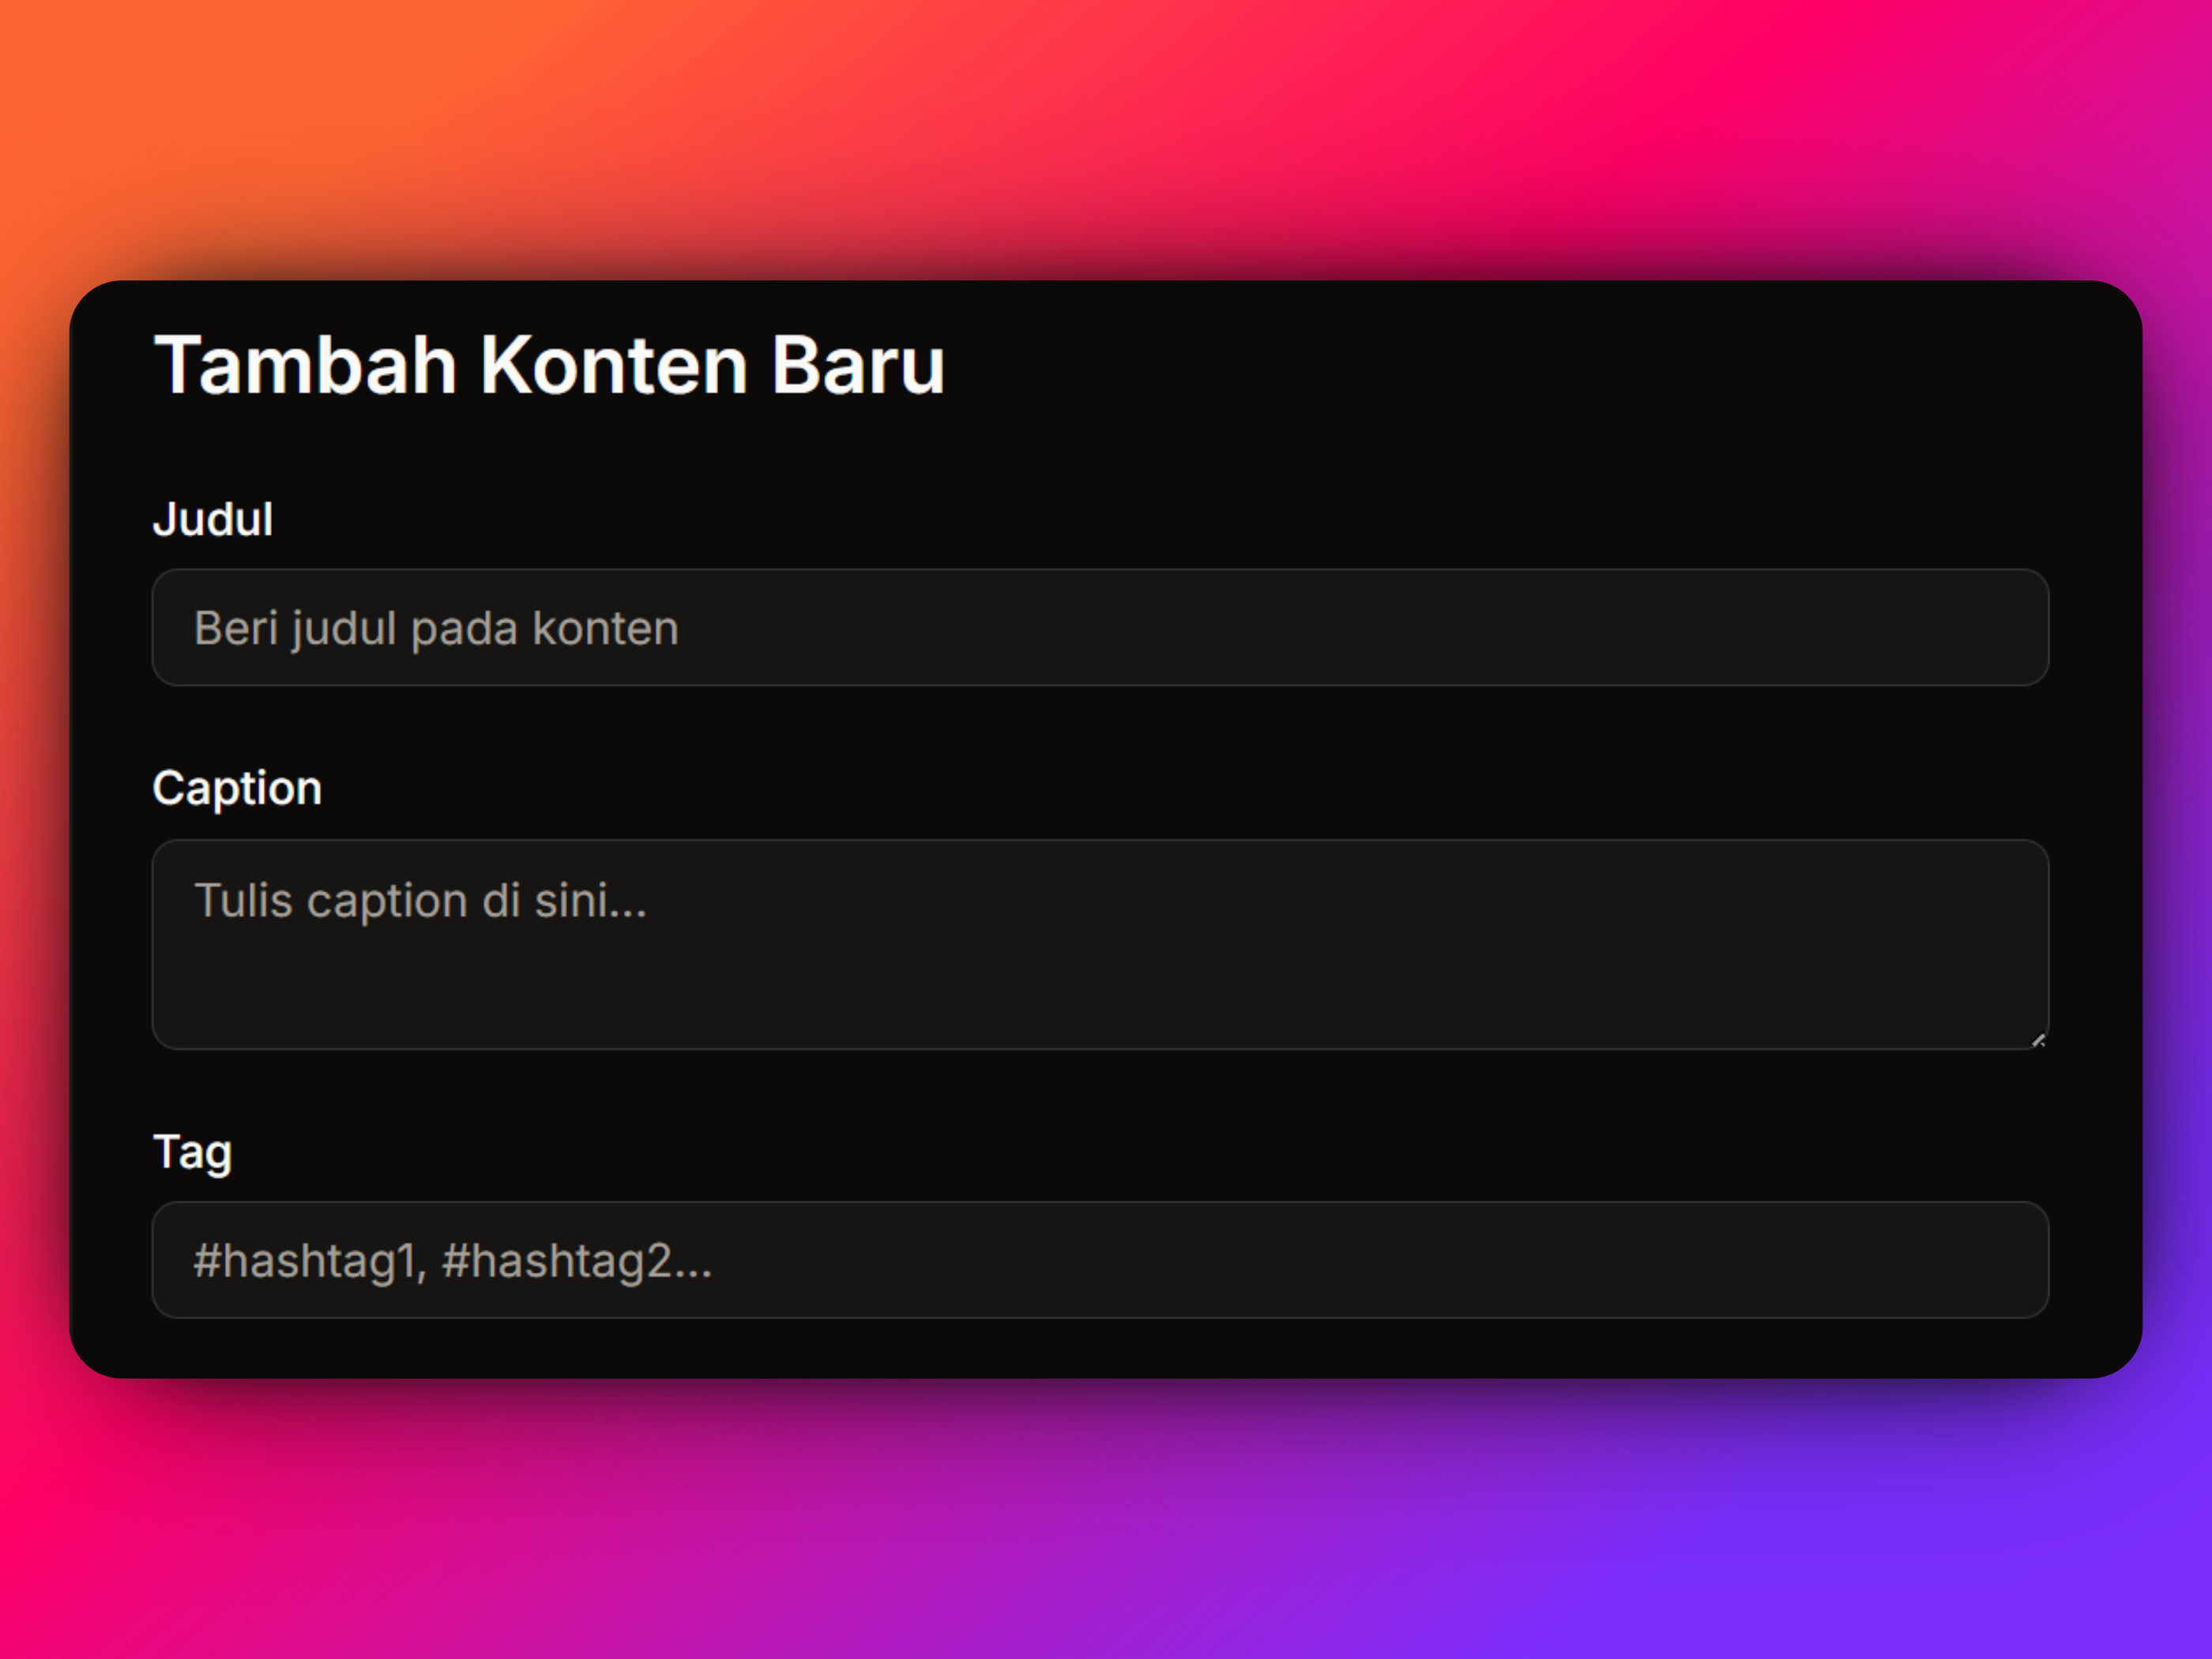 Tambah Konten Baru
Judul
Beri judul pada konten
Caption
Tulis caption di sini...
Tag
#hashtag1, #hashtag2...